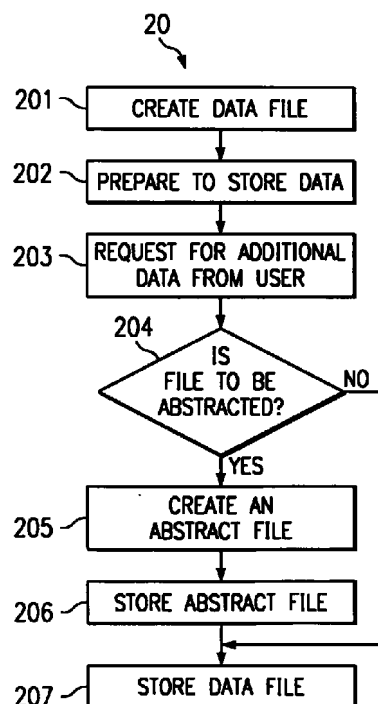 20
201
CREATE DATA FILE
202
PREPARE TO STORE DATA
203
REQUEST FOR ADDITIONAL
DATA FROM USER
204
IS
FILE TO BE
ABSTRACTED?
NO
YES
205
CREATE AN
ABSTRACT FILE
206
STORE ABSTRACT FILE
207
STORE DATA FILE